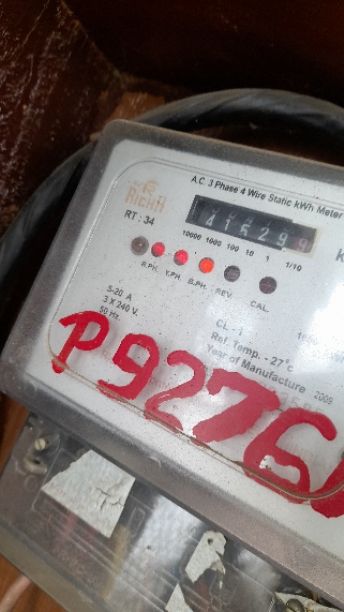 A.C. 3 Phase 4 Wire Static kWh Meter
RICHA
RT : 34
415299
k
10000 1000 100 10 1 1/10
R.PH. Y.PH. B.PH. REV. CAL.
5-20 A
3 X 240 V.
50 Hz.
CL - 1
Ref. Temp. - 27°C
Year of Manufacture 2009
P9276